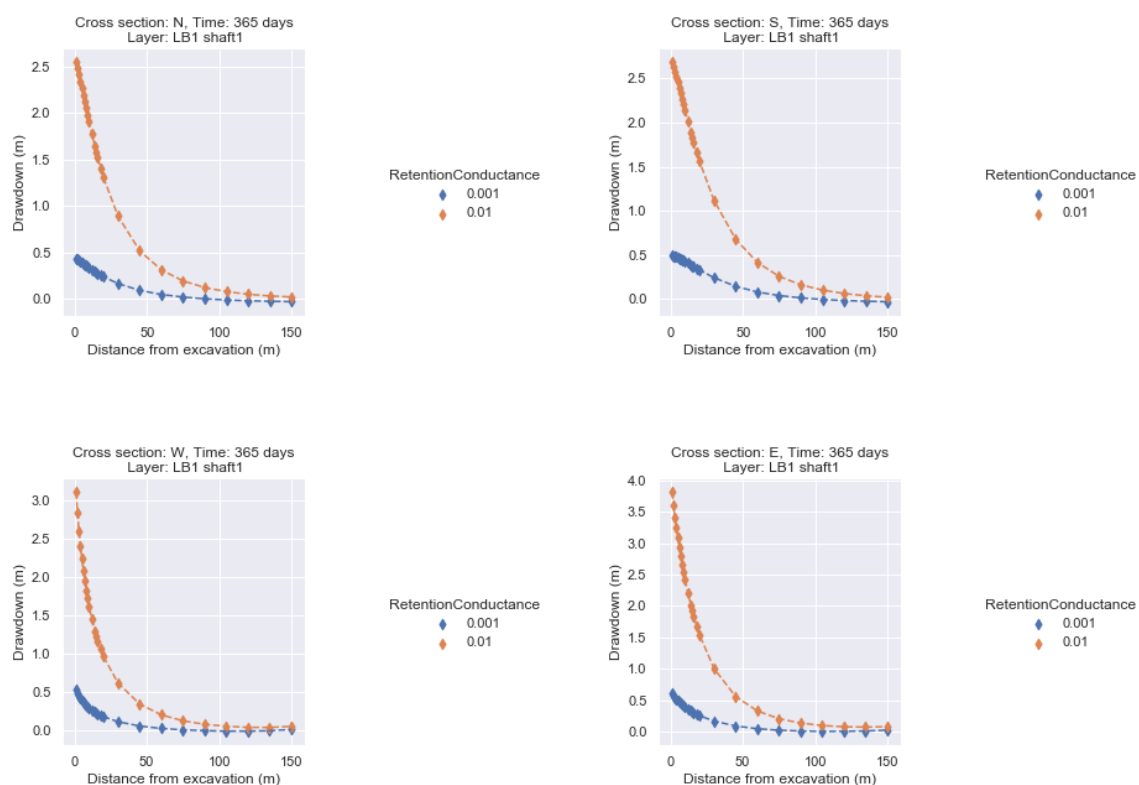 Cross section: N, Time: 365 days
Layer: LB1 shaft1
2.5
2.0
1.5
1.0
0.5
0.0
Drawdown (m)
0 50 100 150
Distance from excavation (m)
RetentionConductance
0.001
0.01
Cross section: S, Time: 365 days
Layer: LB1 shaft1
2.5
2.0
1.5
1.0
0.5
0.0
Drawdown (m)
0 50 100 150
Distance from excavation (m)
RetentionConductance
0.001
0.01
Cross section: W, Time: 365 days
Layer: LB1 shaft1
3.0
2.5
2.0
1.5
1.0
0.5
0.0
Drawdown (m)
0 50 100 150
Distance from excavation (m)
RetentionConductance
0.001
0.01
Cross section: E, Time: 365 days
Layer: LB1 shaft1
4.0
3.5
3.0
2.5
2.0
1.5
1.0
0.5
0.0
Drawdown (m)
0 50 100 150
Distance from excavation (m)
RetentionConductance
0.001
0.01